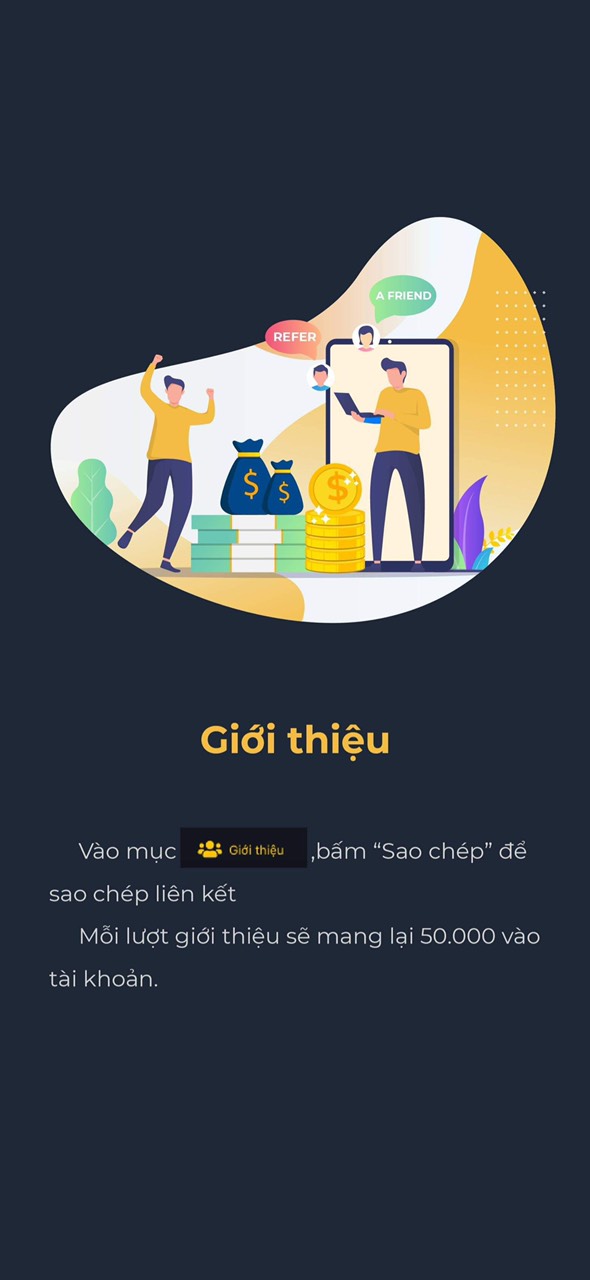 A FRIEND
REFER
$
$
$
Giới thiệu
Vào mục Giới thiệu ,bấm “Sao chép” để
sao chép liên kết
Mỗi lượt giới thiệu sẽ mang lại 50.000 vào
tài khoản.